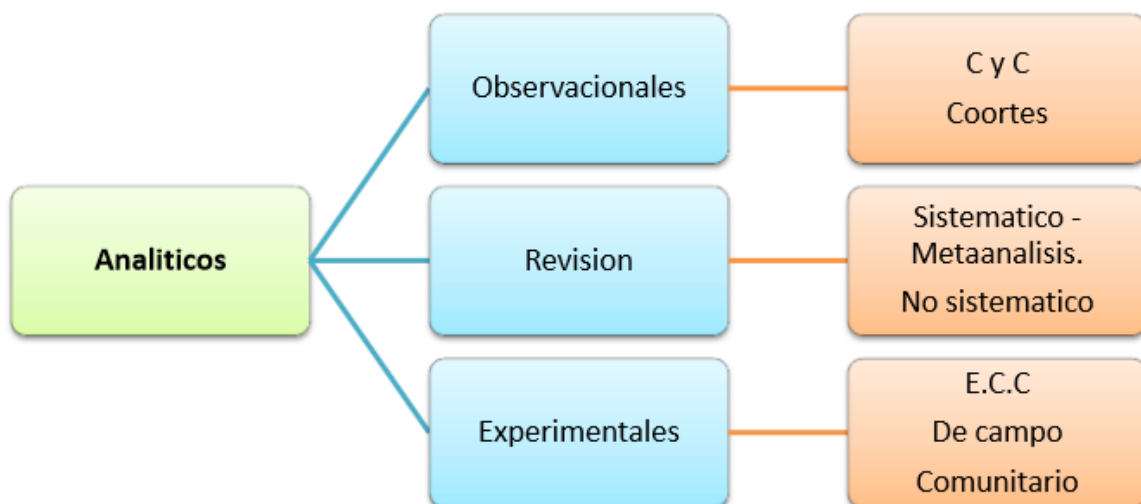 Analiticos
Observacionales
C y C
Coortes
Revision
Sistematico -
Metaanalisis.
No sistematico
Experimentales
E.C.C
De campo
Comunitario